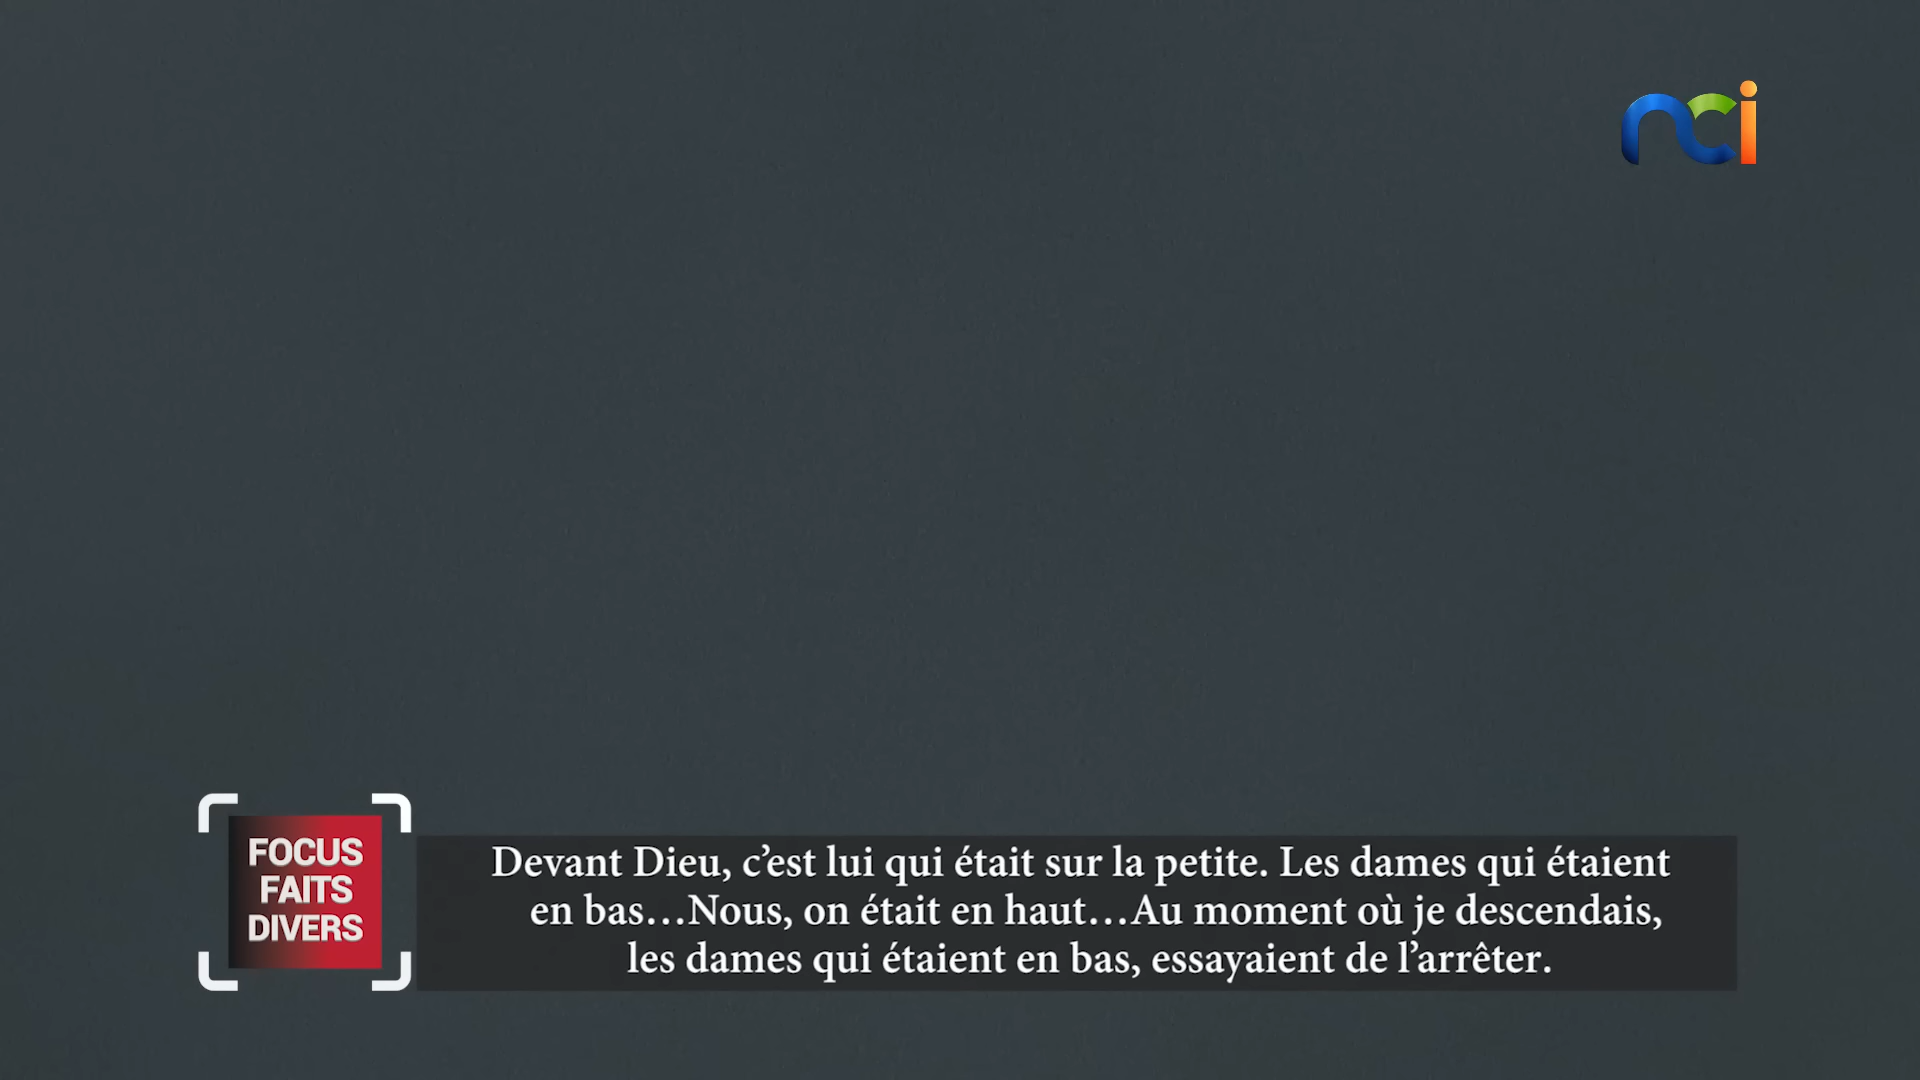 nci
FOCUS
FAITS
DIVERS
Devant Dieu, c’est lui qui était sur la petite. Les dames qui étaient
en bas…Nous, on était en haut…Au moment où je descendais,
les dames qui étaient en bas, essayaient de l’arrêter.